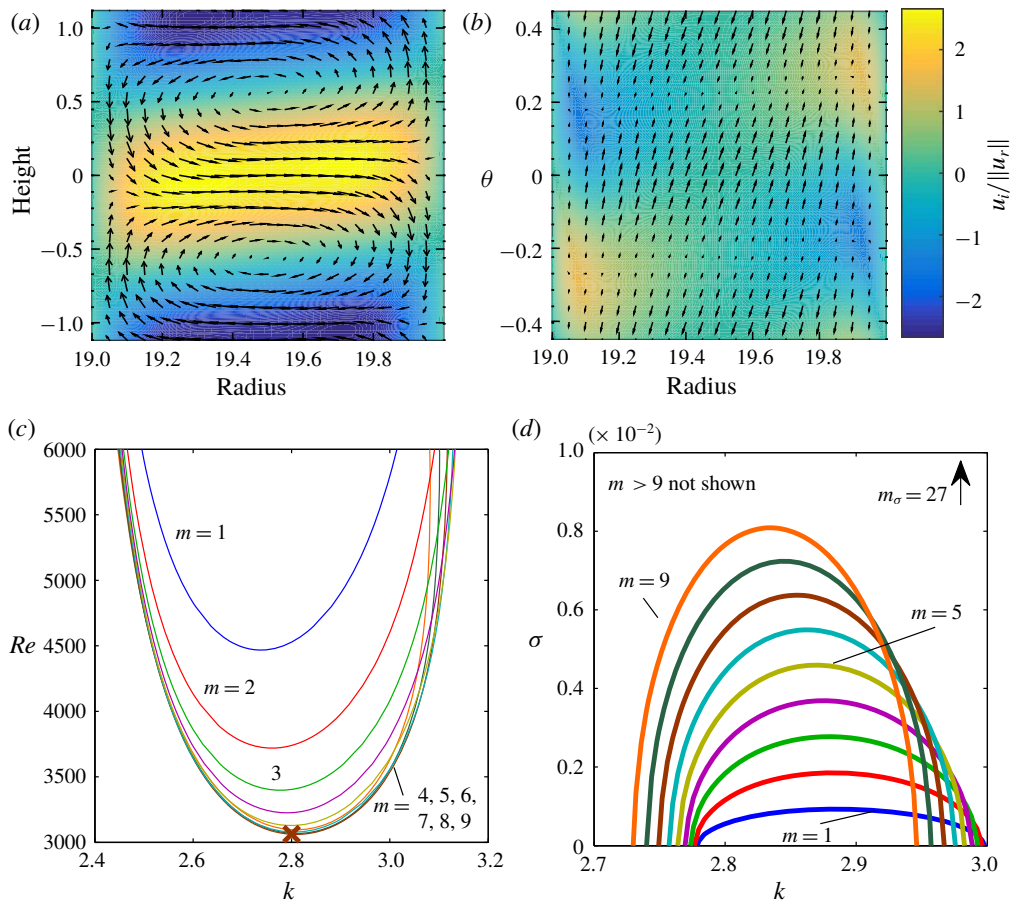 (a)
1.0
0.5
0
−0.5
−1.0
Height
19.0 19.2 19.4 19.6 19.8
Radius
(b)
0.4
0.2
0
−0.2
−0.4
θ
19.0 19.2 19.4 19.6 19.8
Radius
2
1
0
−1
−2
u_i/||u_r||
(c)
6000
5500
5000
4500
4000
3500
3000
Re
m = 1
m = 2
3
m = 4, 5, 6,
7, 8, 9
2.4 2.6 2.8 3.0 3.2
k
(d)
σ (× 10⁻²)
1.0
0.8
0.6
0.4
0.2
0
m > 9 not shown
m_σ = 27
m = 9
m = 5
m = 1
2.7 2.8 2.9 3.0
k